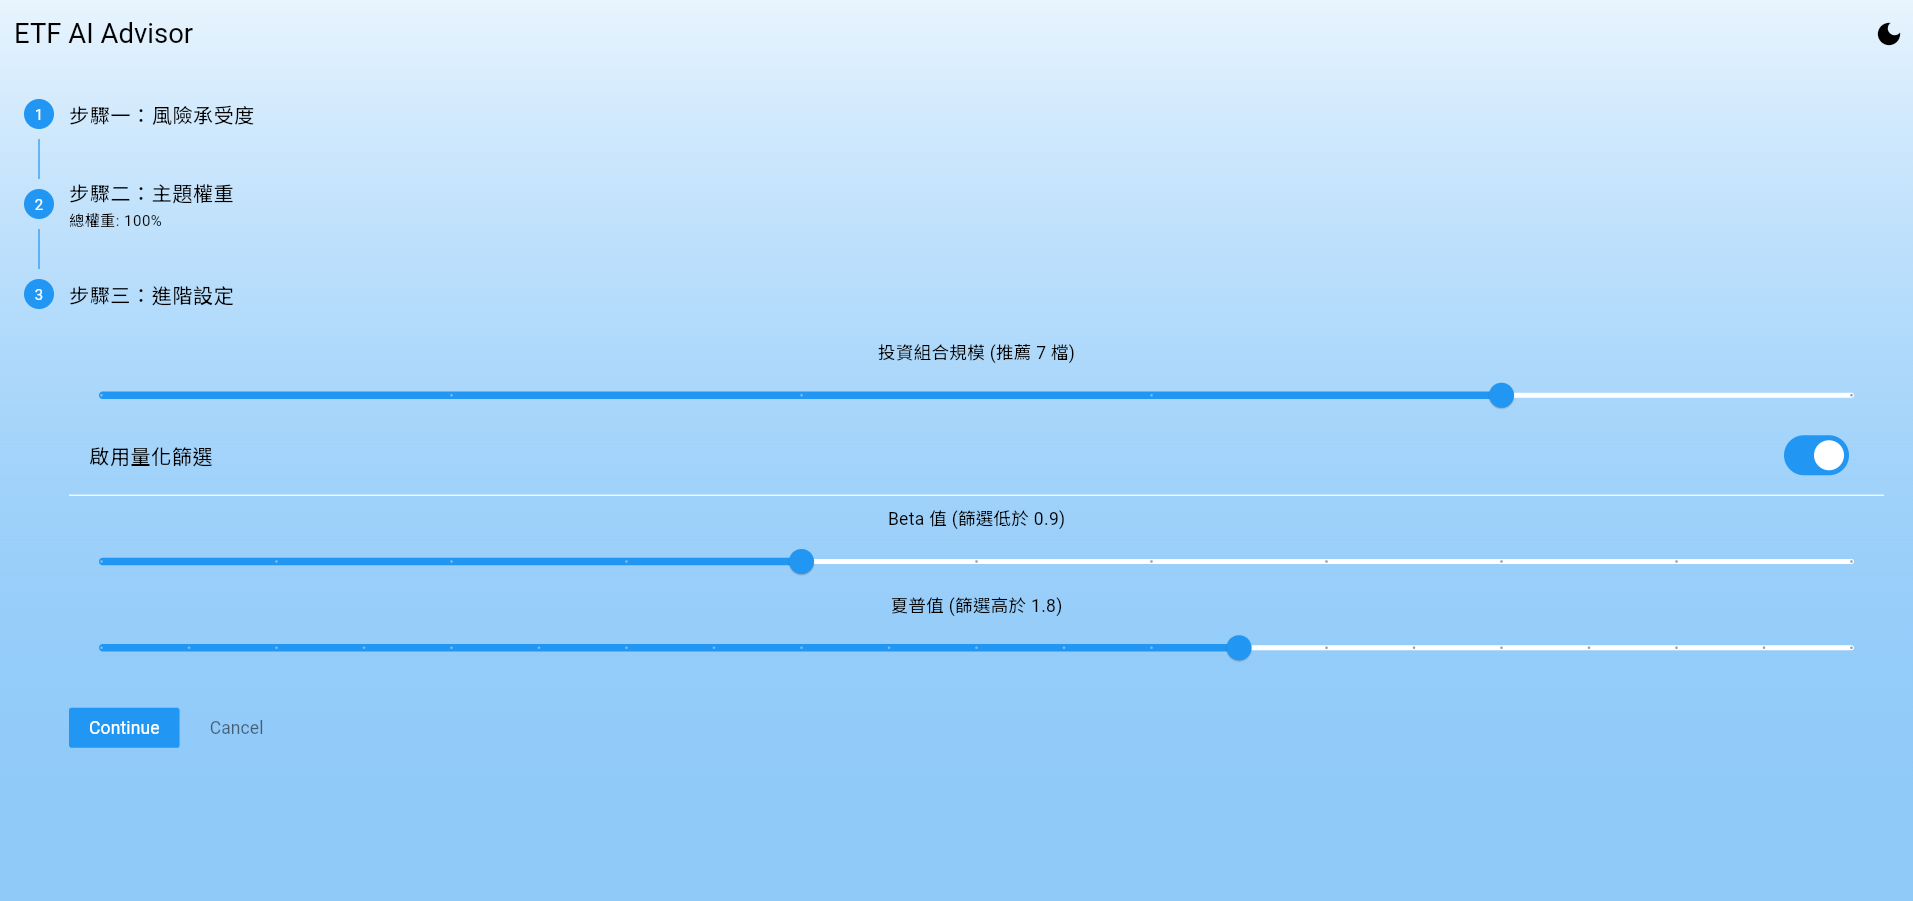 ETF AI Advisor
1 步驟一：風險承受度
2 步驟二：主題權重
總權重: 100%
3 步驟三：進階設定
投資組合規模 (推薦 7 檔)
啟用量化篩選
Beta 值 (篩選低於 0.9)
夏普值 (篩選高於 1.8)
Continue Cancel